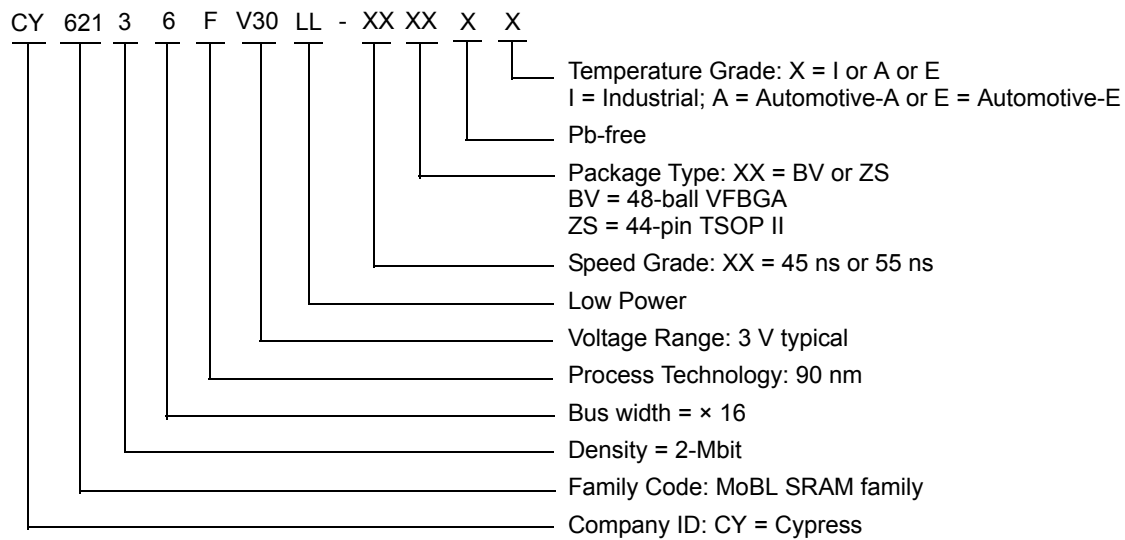 CY 621 3 6 F V30 LL - XX XX X X
Temperature Grade: X = I or A or E
I = Industrial; A = Automotive-A or E = Automotive-E
Pb-free
Package Type: XX = BV or ZS
BV = 48-ball VFBGA
ZS = 44-pin TSOP II
Speed Grade: XX = 45 ns or 55 ns
Low Power
Voltage Range: 3 V typical
Process Technology: 90 nm
Bus width = × 16
Density = 2-Mbit
Family Code: MoBL SRAM family
Company ID: CY = Cypress